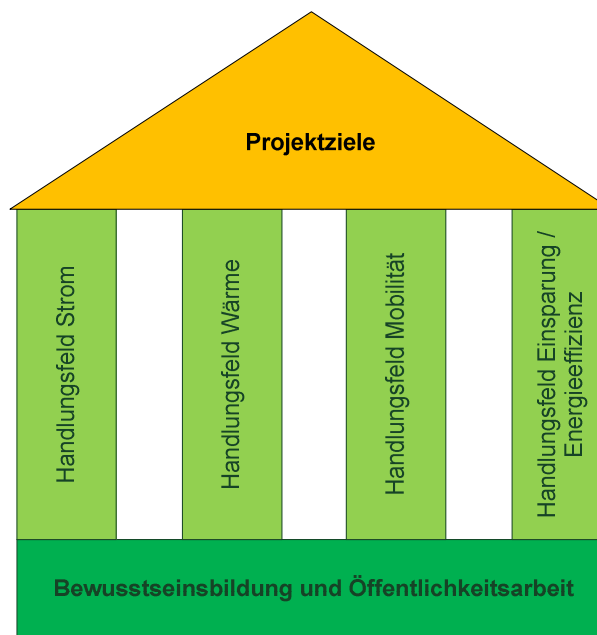 Projektziele
Handlungsfeld Strom
Handlungsfeld Wärme
Handlungsfeld Mobilität
Handlungsfeld Einsparung /
Energieeffizienz
Bewusstseinsbildung und Öffentlichkeitsarbeit